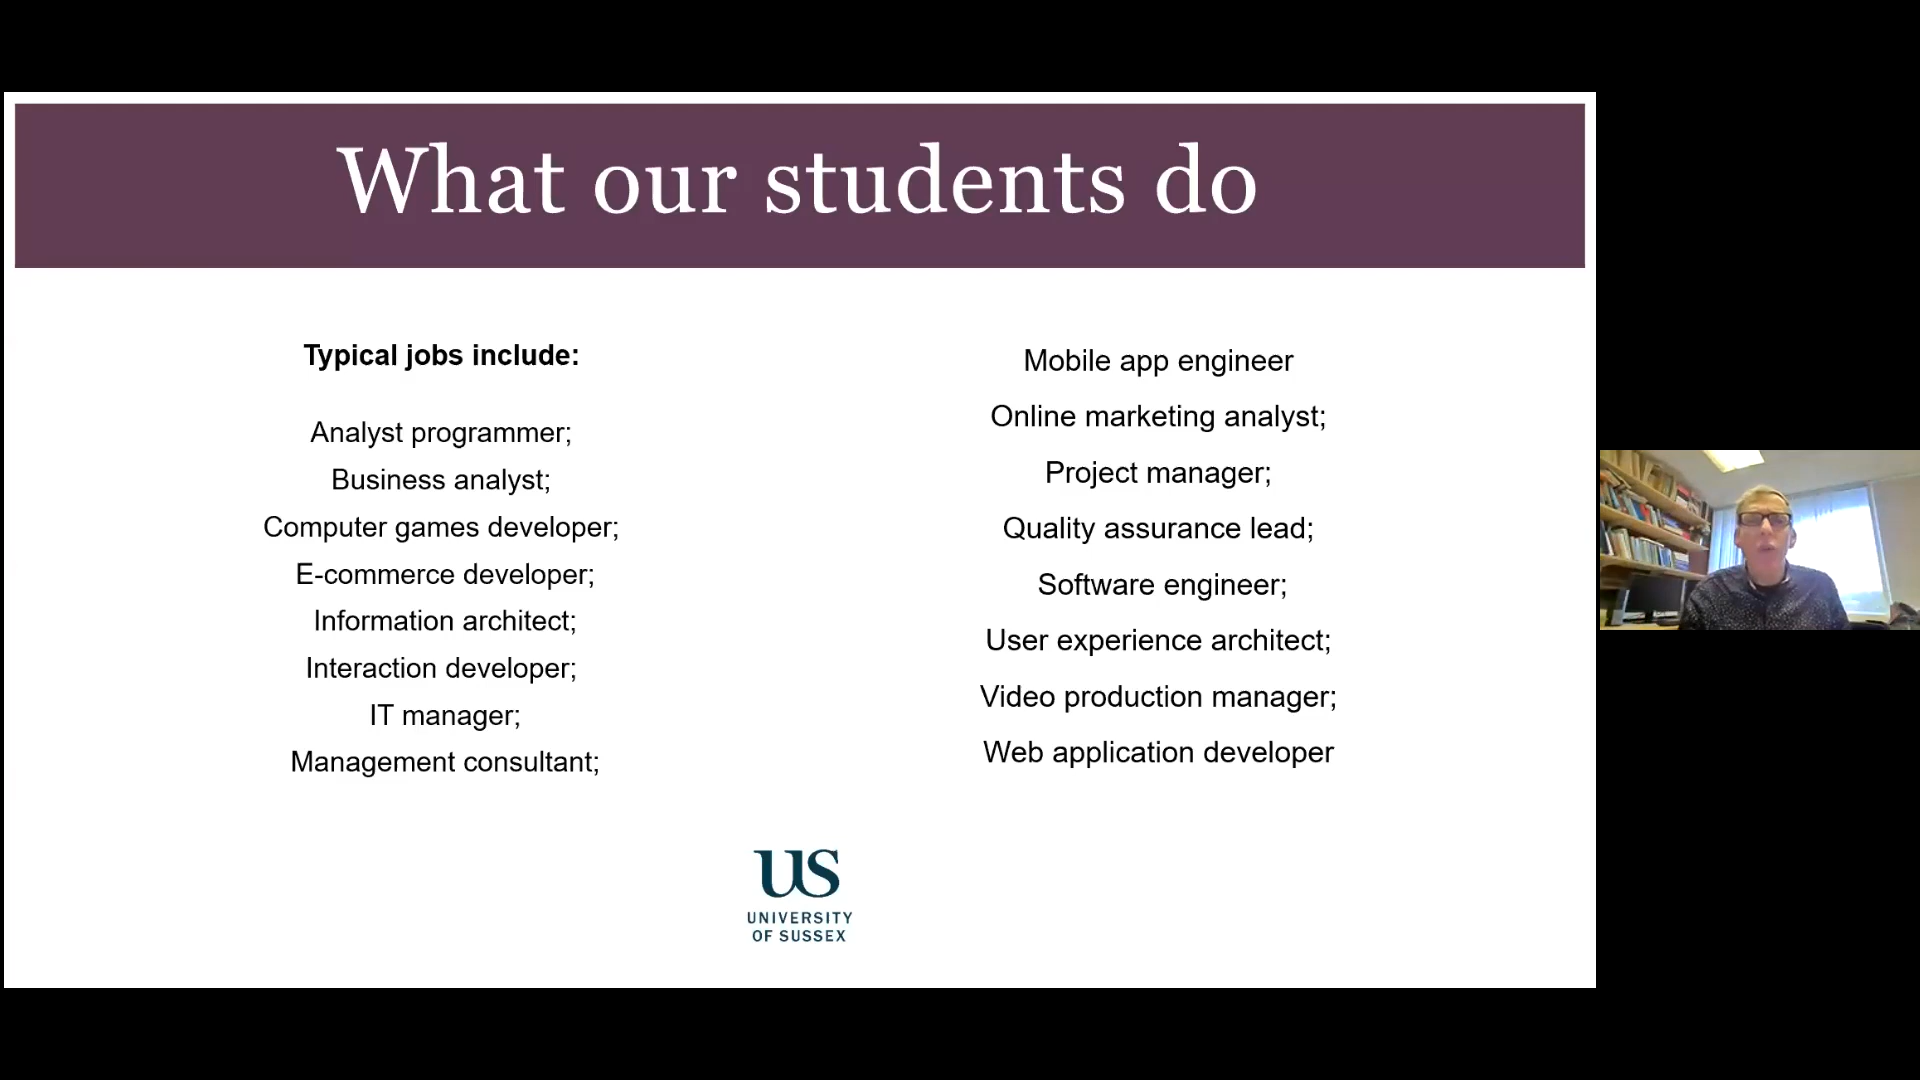 What our students do
Typical jobs include:
Analyst programmer;
Business analyst;
Computer games developer;
E-commerce developer;
Information architect;
Interaction developer;
IT manager;
Management consultant;
Mobile app engineer
Online marketing analyst;
Project manager;
Quality assurance lead;
Software engineer;
User experience architect;
Video production manager;
Web application developer
US
UNIVERSITY
OF SUSSEX